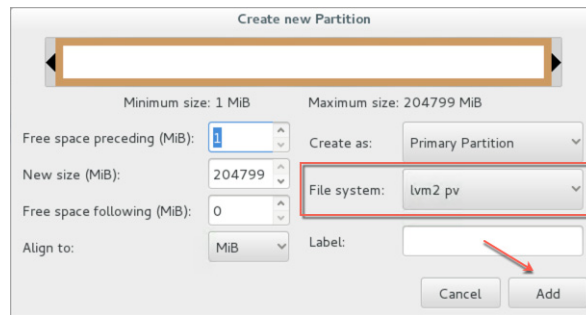 Create new Partition
Minimum size: 1 MiB Maximum size: 204799 MiB
Free space preceding (MiB): 1 Create as: Primary Partition
New size (MiB): 204799 File system: lvm2 pv
Free space following (MiB): 0
Align to: MiB Label:
Cancel Add